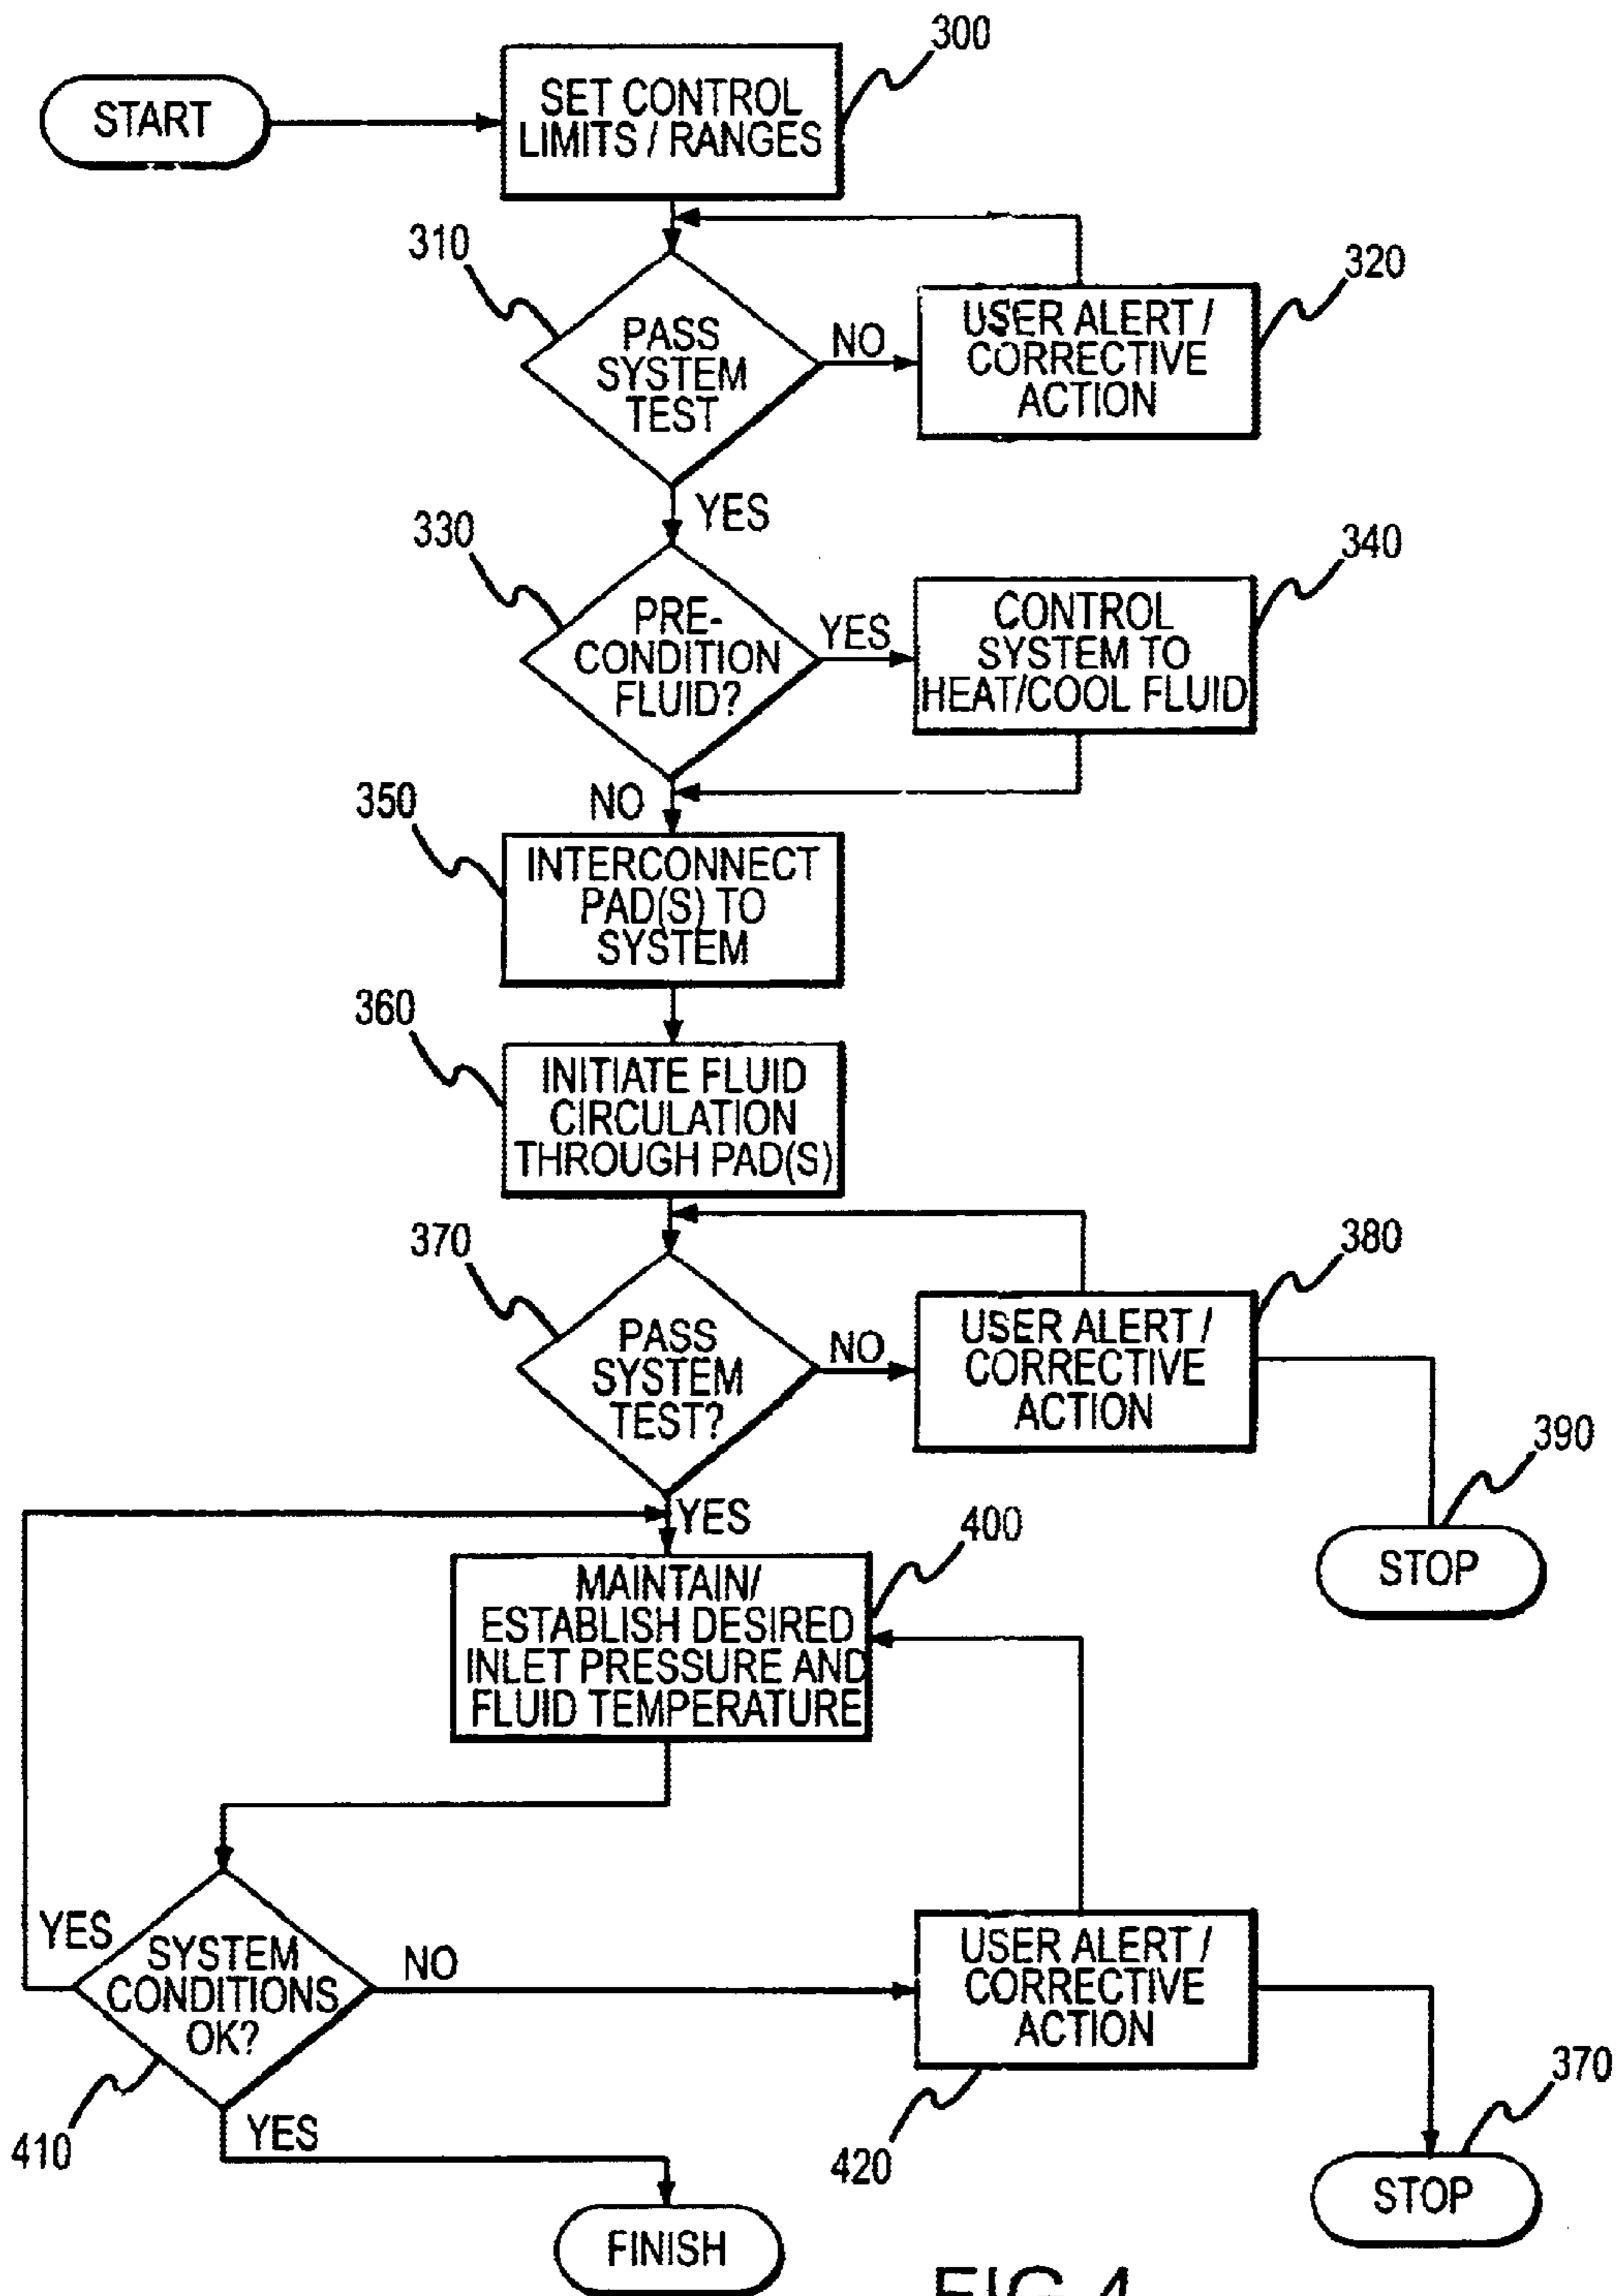 300
START
SET CONTROL
LIMITS / RANGES
310
320
PASS
SYSTEM
TEST
NO
USER ALERT /
CORRECTIVE
ACTION
YES
330
340
PRE-
CONDITION
FLUID?
YES
CONTROL
SYSTEM TO
HEAT/COOL FLUID
NO
350
INTERCONNECT
PAD(S) TO
SYSTEM
360
INITIATE FLUID
CIRCULATION
THROUGH PAD(S)
370
380
PASS
SYSTEM
TEST?
NO
USER ALERT /
CORRECTIVE
ACTION
390
STOP
YES
400
MAINTAIN/
ESTABLISH DESIRED
INLET PRESSURE AND
FLUID TEMPERATURE
YES
SYSTEM
CONDITIONS
OK?
NO
USER ALERT /
CORRECTIVE
ACTION
410
YES
420
370
STOP
FINISH
FIG.4